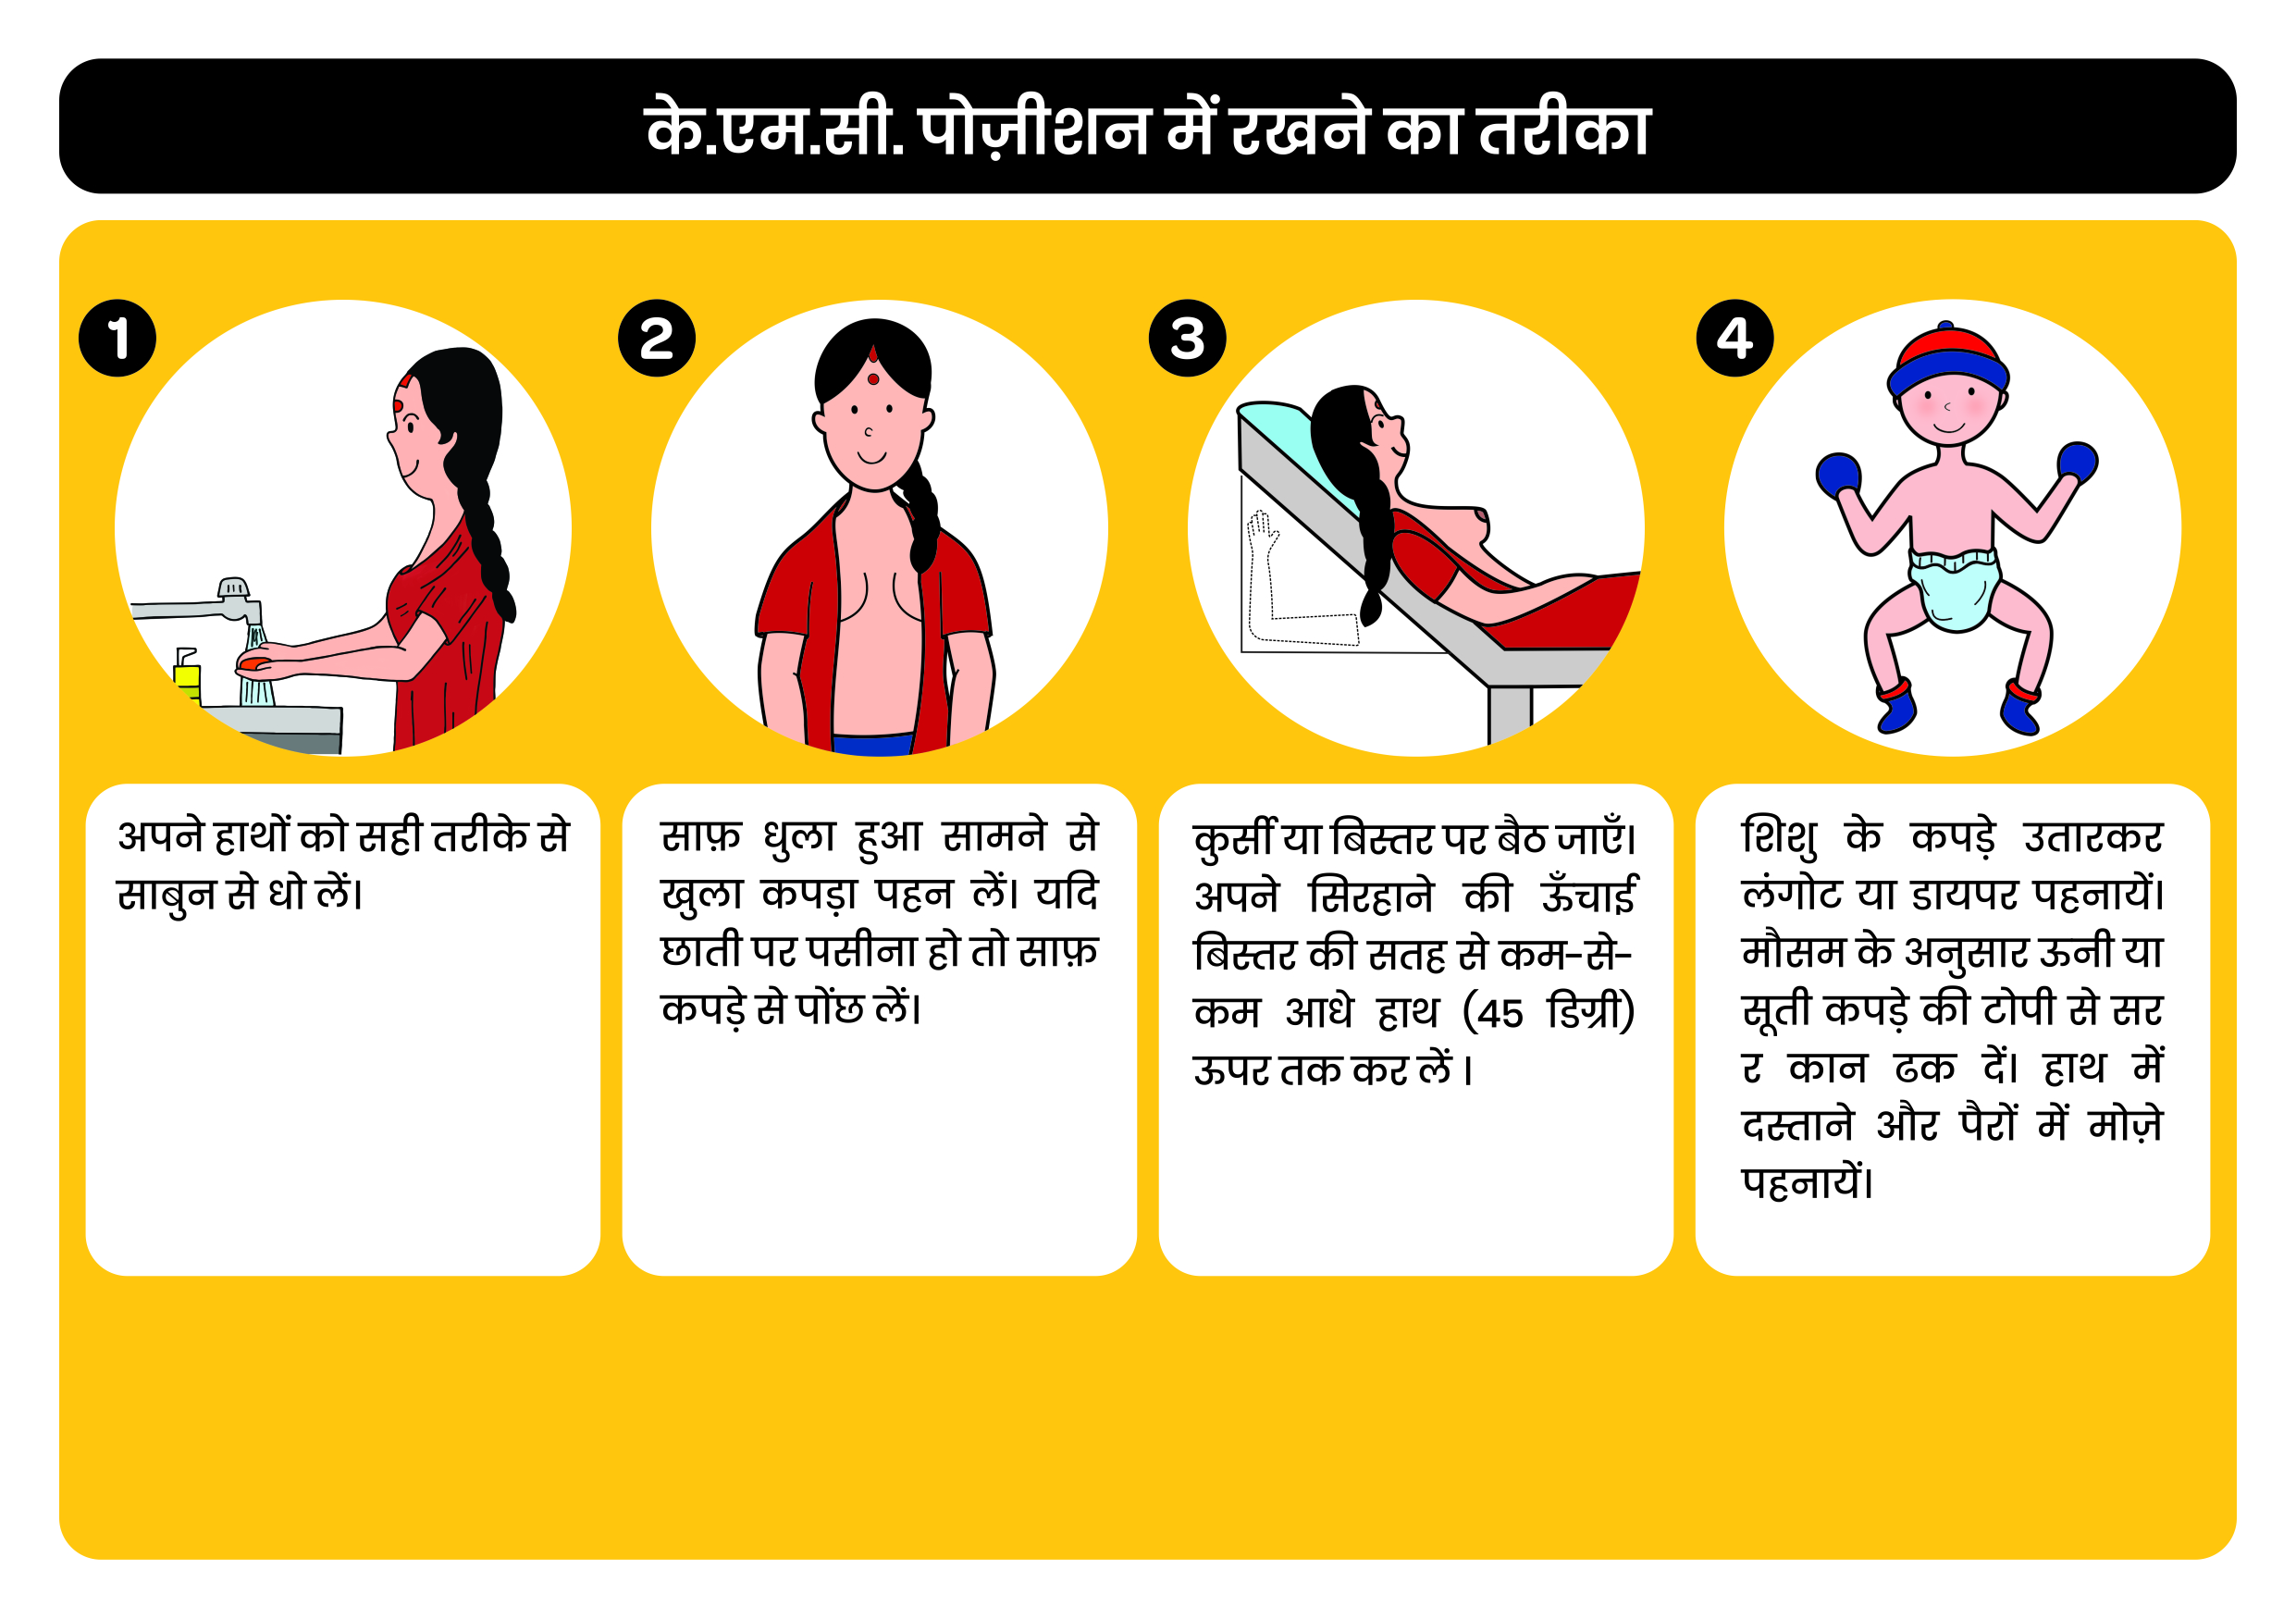 के.एम.सी. पोज़ीशन में रखने का तरीका
1
अपने हाथों को सही तरीके से
साबुन से धो लें।
2
साफ़ धुला हुआ सामने से
खुला कपड़ा पहन लें। यदि
छाती पर पसीना हो तो साफ़
कपड़े से पोंछ लें।
3
कुर्सी या बिस्तर पर बैठ जाएं।
अपने सिरहाने की ऊँचाई
बिस्तर की सतह से कम-से-
कम आधे हाथ (45 डिग्री)
ऊपर तक कर लें ।
4
शिशु के कपड़े उतारकर
लंगोट या डायपर पहनायें।
मौसम के अनुसार ऊनी या
सूती कपड़े की टोपी से सर
र कान ढक दें। हाथ में
दस्ताने और पैरों में मोज़े
पहनायें।